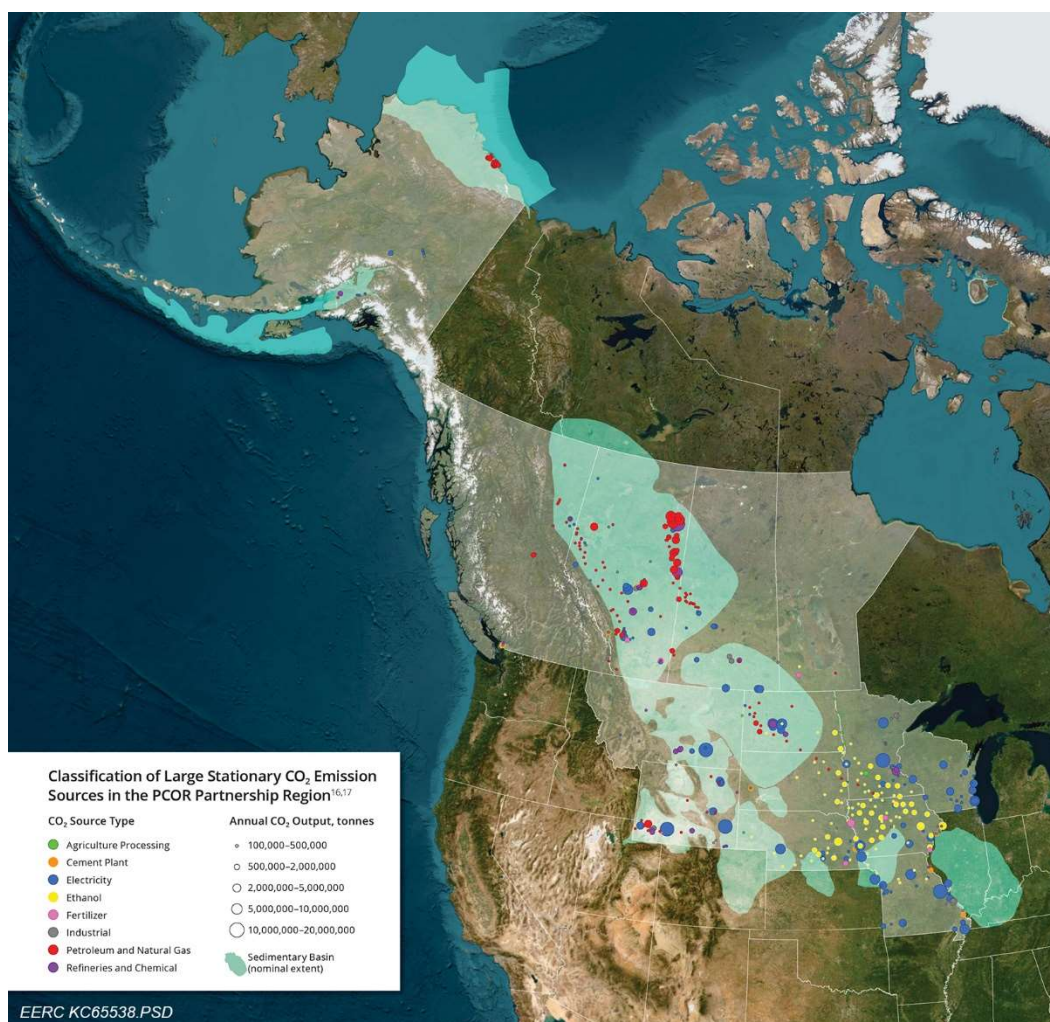 Classification of Large Stationary CO₂ Emission
Sources in the PCOR Partnership Region¹⁶,¹⁷
CO₂ Source Type
Agriculture Processing
Cement Plant
Electricity
Ethanol
Fertilizer
Industrial
Petroleum and Natural Gas
Refineries and Chemical
Annual CO₂ Output, tonnes
100,000–500,000
500,000–2,000,000
2,000,000–5,000,000
5,000,000–10,000,000
10,000,000–20,000,000
Sedimentary Basin
(nominal extent)
EERC KC65538.PSD